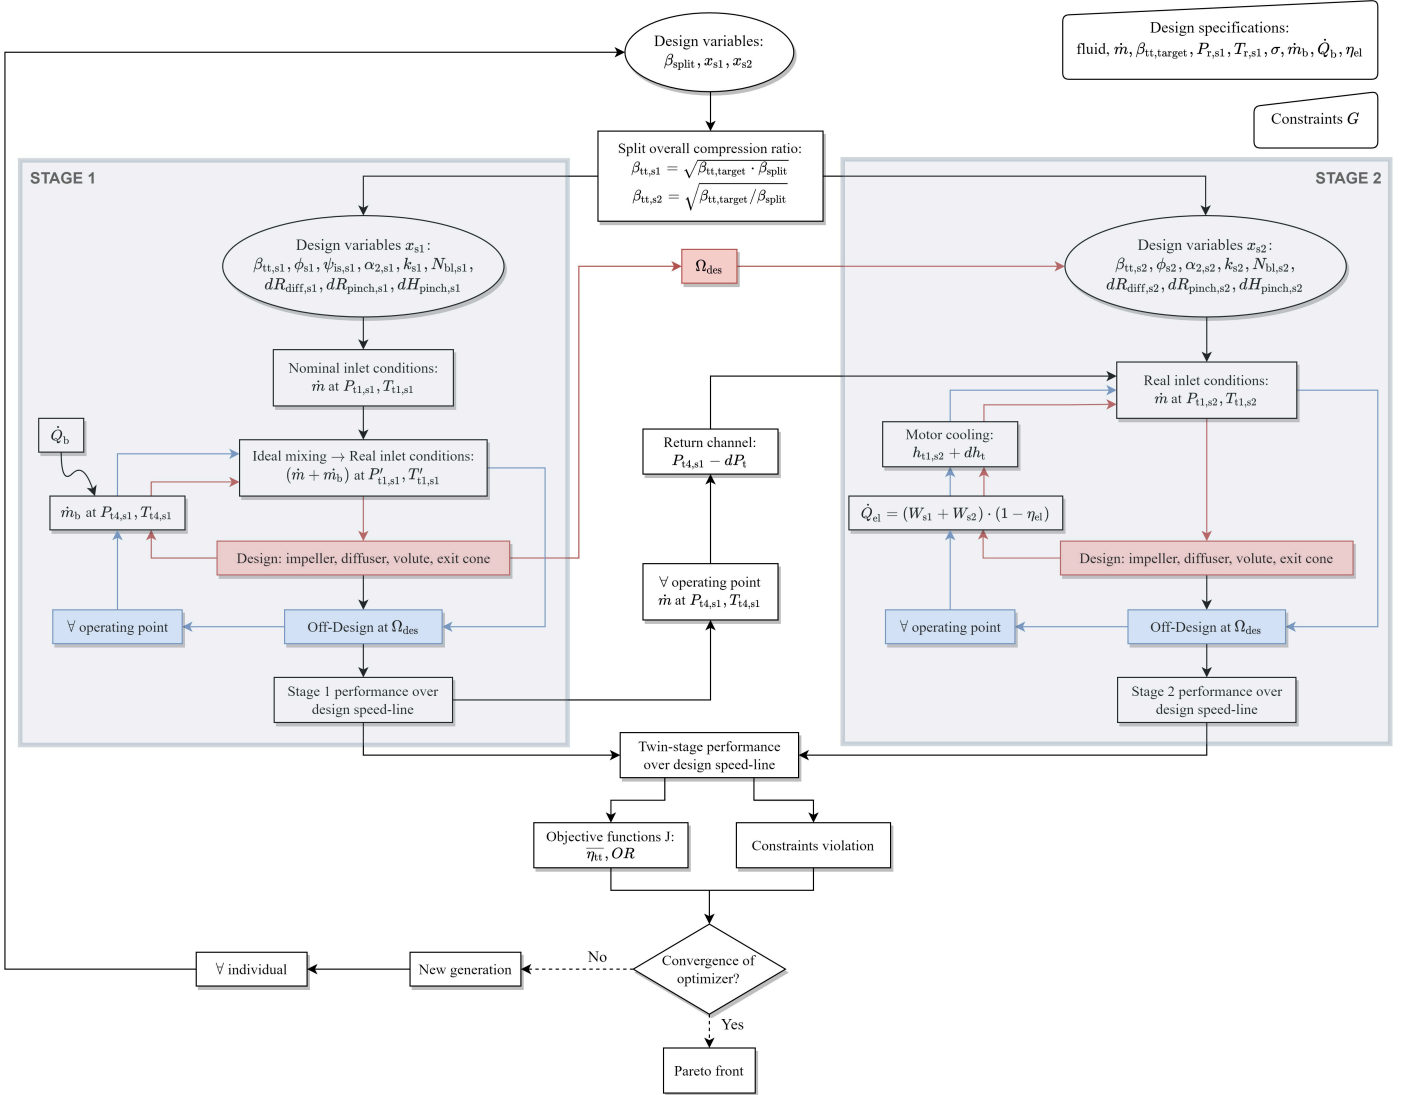 Design variables:
β_split, x_s1, x_s2
Design specifications:
fluid, ṁ, β_tt,target, P_r,s1, T_r,s1, σ, ṁ_b, Q̇_b, η_el
Constraints G
Split overall compression ratio:
β_tt,s1 = √(β_tt,target · β_split)
β_tt,s2 = √(β_tt,target/β_split)
STAGE 1
Design variables x_s1:
β_tt,s1, ϕ_s1, ψ_is,s1, α_2,s1, k_s1, N_bl,s1,
dR_diff,s1, dR_pinch,s1, dH_pinch,s1
Nominal inlet conditions:
ṁ at P_t1,s1, T_t1,s1
Q̇_b
Ideal mixing → Real inlet conditions:
(ṁ + ṁ_b) at P′_t1,s1, T′_t1,s1
ṁ_b at P_t4,s1, T_t4,s1
Design: impeller, diffuser, volute, exit cone
∀ operating point
Off-Design at Ω_des
Stage 1 performance over
design speed-line
Ω_des
Return channel:
P_t4,s1 − dP_t
∀ operating point
ṁ at P_t4,s1, T_t4,s1
STAGE 2
Design variables x_s2:
β_tt,s2, ϕ_s2, α_2,s2, k_s2, N_bl,s2,
dR_diff,s2, dR_pinch,s2, dH_pinch,s2
Real inlet conditions:
ṁ at P_t1,s2, T_t1,s2
Motor cooling:
h_t1,s2 + dh_t
Q̇_el = (W_s1 + W_s2) · (1 − η_el)
Design: impeller, diffuser, volute, exit cone
∀ operating point
Off-Design at Ω_des
Stage 2 performance over
design speed-line
Twin-stage performance
over design speed-line
Objective functions J:
η̅_tt, OR
Constraints violation
Convergence of
optimizer?
No
New generation
∀ individual
Yes
Pareto front